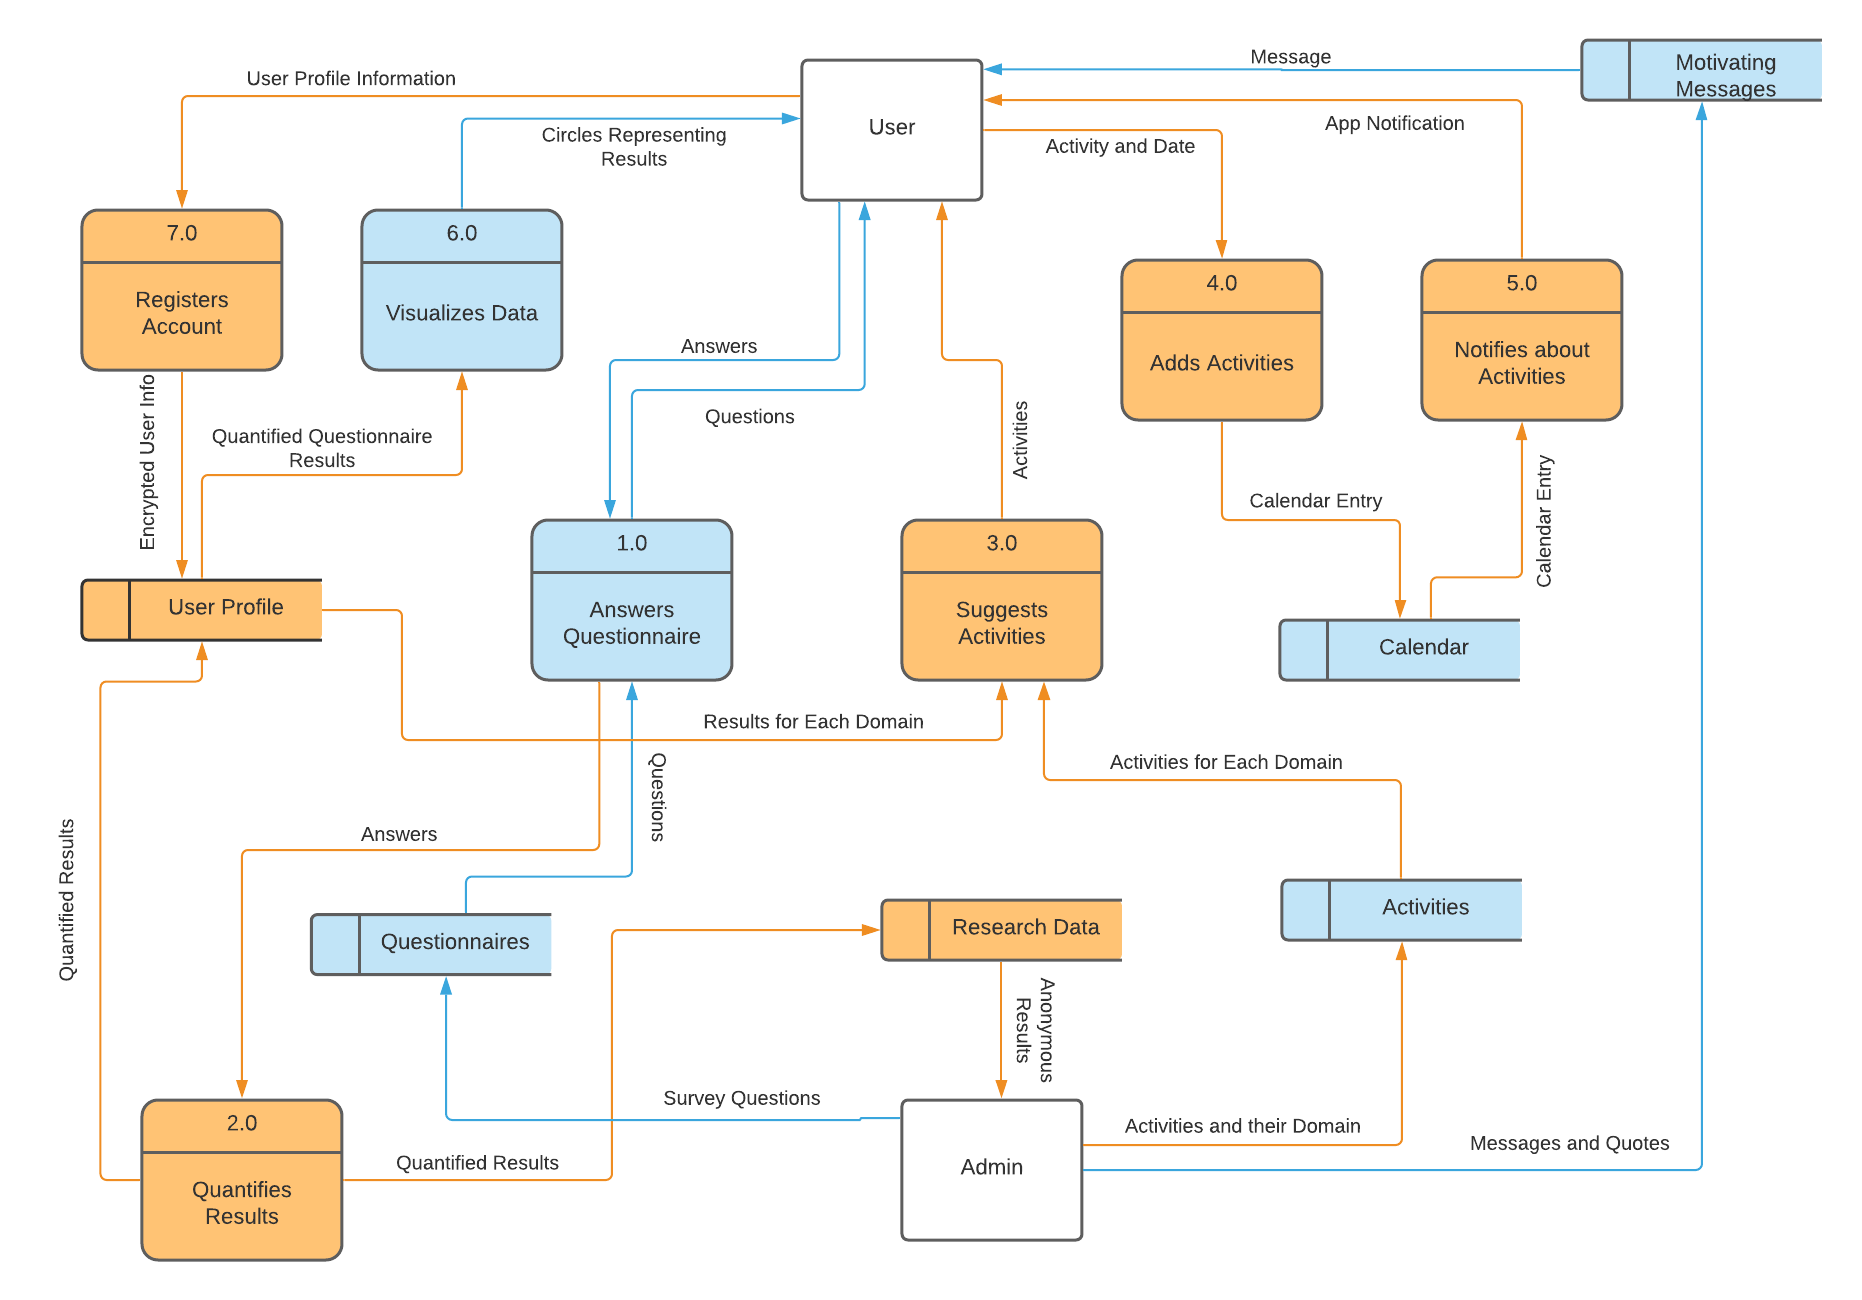 Message
Motivating
Messages
User Profile Information
User
App Notification
Circles Representing
Results
Activity and Date
7.0
Registers
Account
6.0
Visualizes Data
4.0
Adds Activities
5.0
Notifies about
Activities
Answers
Questions
Activities
Encrypted User Info
Quantified Questionnaire
Results
Calendar Entry
Calendar Entry
1.0
Answers
Questionnaire
3.0
Suggests
Activities
User Profile
Calendar
Results for Each Domain
Questions
Activities for Each Domain
Answers
Quantified Results
Questionnaires
Research Data
Activities
Anonymous
Results
Survey Questions
2.0
Quantifies
Results
Quantified Results
Admin
Activities and their Domain
Messages and Quotes